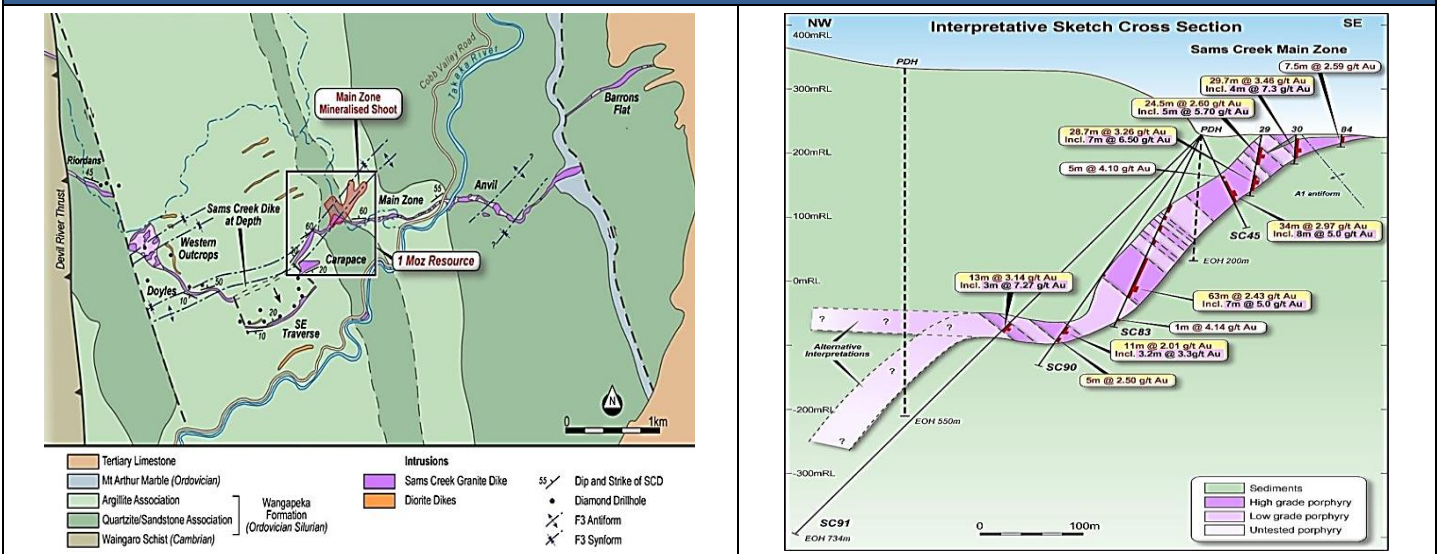 Cobb Valley Road
Takaka River
Main Zone
Mineralised Shoot
Barrons
Flat
Riordans
45
Devil River Thrust
Sams Creek Dike
at Depth
Main Zone
55
Anvil
60
60
Western
Outcrops
Carapace
20
1 Moz Resource
Doyles
50
10
20
SE
Traverse
10
N
0
1km
Tertiary Limestone
Mt Arthur Marble (Ordovician)
Argillite Association
Quartzite/Sandstone Association
Waingaro Schist (Cambrian)
Wangapeka
Formation
(Ordovician Silurian)
Intrusions
Sams Creek Granite Dike
Diorite Dikes
55
Dip and Strike of SCD
Diamond Drillhole
F3 Antiform
F3 Synform
NW
Interpretative Sketch Cross Section
SE
400mRL
Sams Creek Main Zone
PDH
7.5m @ 2.59 g/t Au
29.7m @ 3.46 g/t Au
Incl. 4m @ 7.3 g/t Au
300mRL
24.5m @ 2.60 g/t Au
Incl. 5m @ 5.70 g/t Au
28.7m @ 3.26 g/t Au
Incl. 7m @ 6.50 g/t Au
PDH
29
30
84
200mRL
5m @ 4.10 g/t Au
A1 antiform
100mRL
SC45
34m @ 2.97 g/t Au
Incl. 8m @ 5.0 g/t Au
EOH 200m
0mRL
13m @ 3.14 g/t Au
Incl. 3m @ 7.27 g/t Au
63m @ 2.43 g/t Au
Incl. 7m @ 5.0 g/t Au
?
?
?
SC83
1m @ 4.14 g/t Au
Alternative
Interpretations
11m @ 2.01 g/t Au
Incl. 3.2m @ 3.3g/t Au
SC90
?
5m @ 2.50 g/t Au
-200mRL
EOH 550m
?
-300mRL
Sediments
High grade porphyry
Low grade porphyry
Untested porphyry
SC91
EOH 734m
0
100m